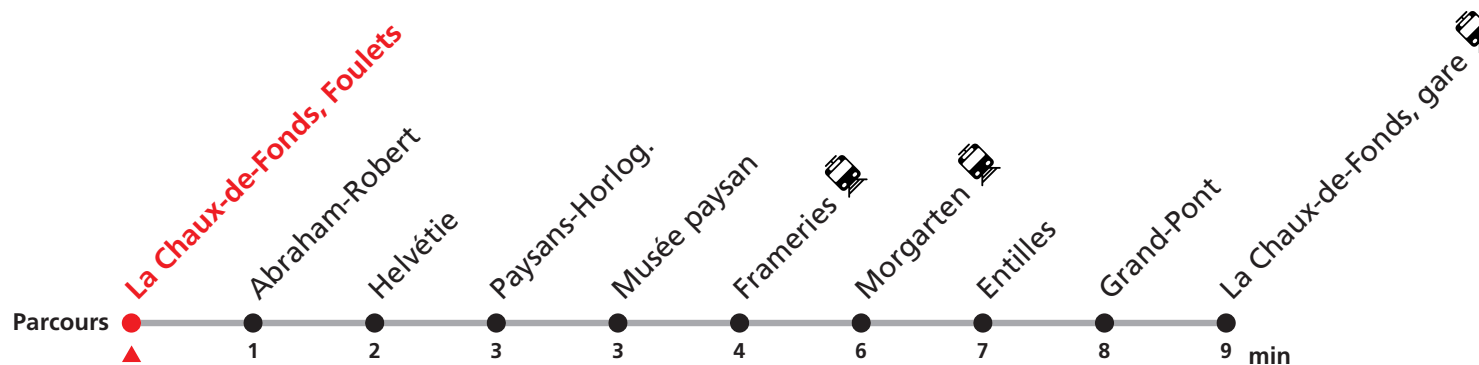 La Chaux-de-Fonds, Foulets
Abraham-Robert
Helvétie
Paysans-Horlog.
Musée paysan
Frameries
Morgarten
Entilles
Grand-Pont
La Chaux-de-Fonds, gare
Parcours
1 2 3 3 4 6 7 8 9 min